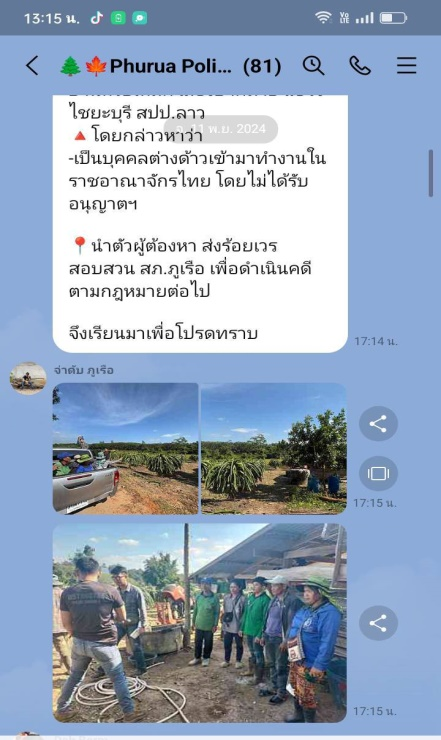 13:15 น.
Phurua Poli... (81)
ไชยะบุรี สปป.ลาว
จ. 11 พ.ย. 2024
🔺โดยกล่าวหาว่า
-เป็นบุคคลต่างด้าวเข้ามาทำงานใน
ราชอาณาจักรไทย โดยไม่ได้รับ
อนุญาตฯ
📍นำตัวผู้ต้องหา ส่งร้อยเวร
สอบสวน สภ.ภูเรือ เพื่อดำเนินคดี
ตามกฎหมายต่อไป
จึงเรียนมาเพื่อโปรดทราบ
17:14 น.
จ่าดับ ภูเรือ
17:15 น.
17:15 น.